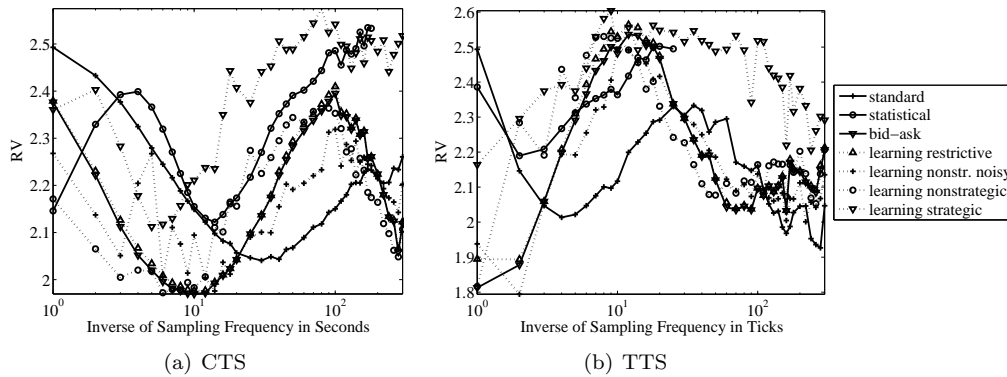 2.5
2.4
2.3
2.2
2.1
2
RV
10^0
10^1
10^2
Inverse of Sampling Frequency in Seconds
(a) CTS
2.6
2.5
2.4
2.3
2.2
2.1
2
1.9
1.8
RV
10^0
10^1
10^2
Inverse of Sampling Frequency in Ticks
(b) TTS
standard
statistical
bid−ask
learning restrictive
learning nonstr. noisy
learning nonstrategic
learning strategic